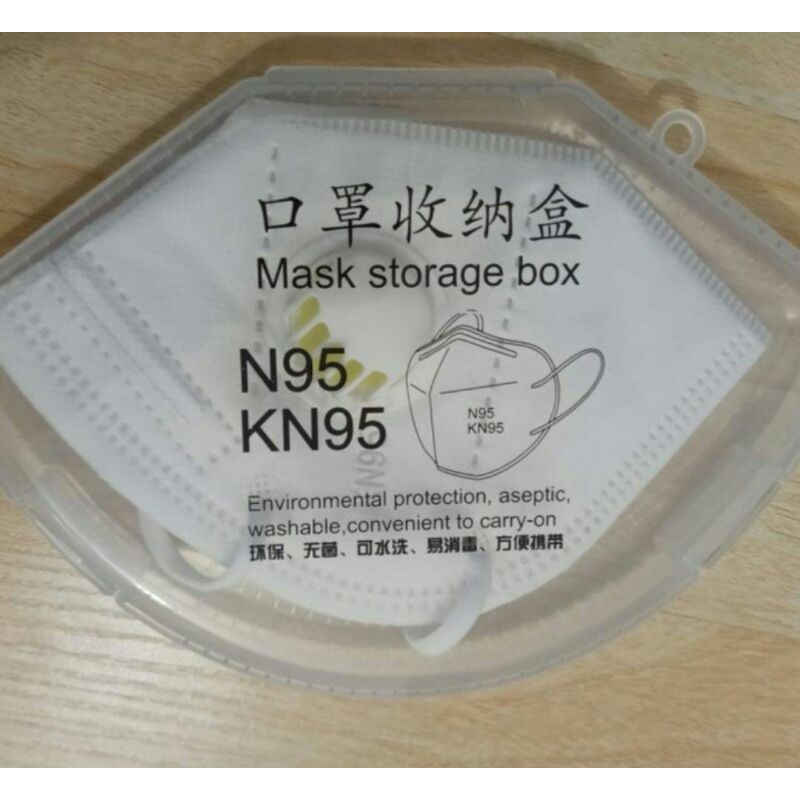 口罩收纳盒
Mask storage box
N95
KN95
N95
KN95
Environmental protection, aseptic,
washable,convenient to carry-on
环保、无菌、可水洗、易消毒、方便携带